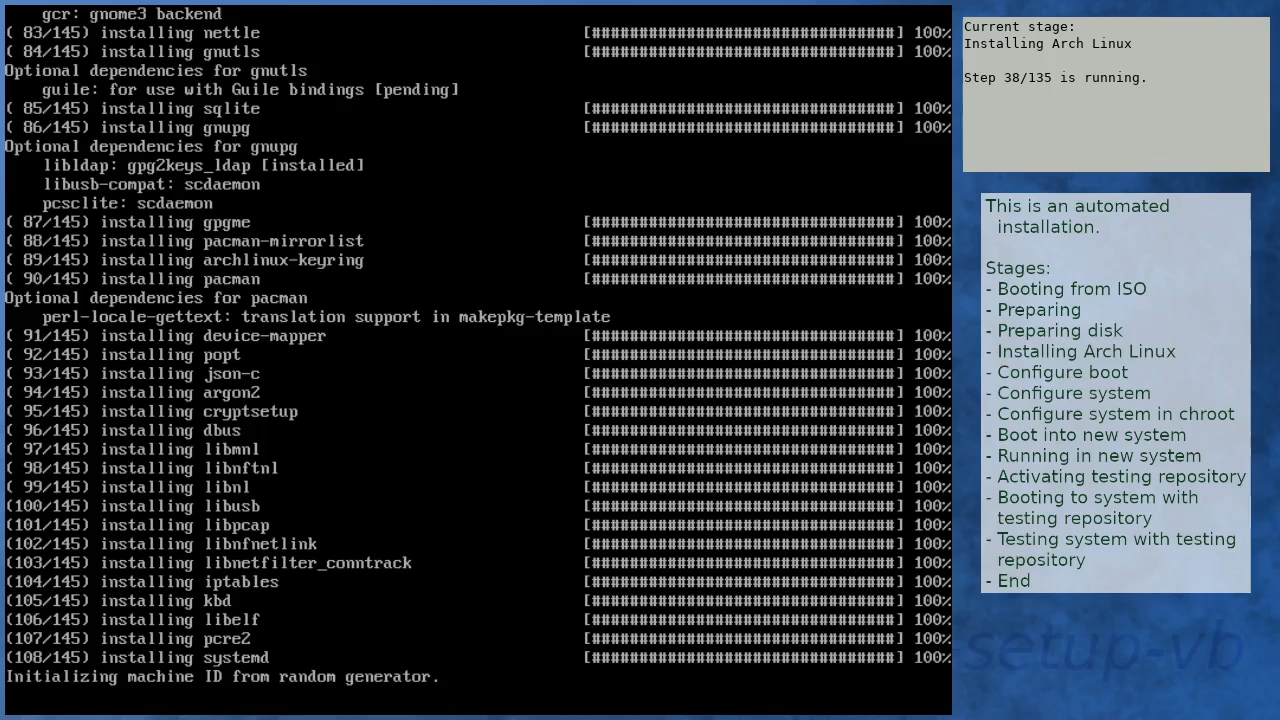 gcr: gnome3 backend
( 83/145) installing nettle [################################] 100%
( 84/145) installing gnutls [################################] 100%
Optional dependencies for gnutls
    guile: for use with Guile bindings [pending]
( 85/145) installing sqlite [################################] 100%
( 86/145) installing gnupg [################################] 100%
Optional dependencies for gnupg
    libldap: gpg2keys_ldap [installed]
    libusb-compat: scdaemon
    pcsclite: scdaemon
( 87/145) installing gpgme [################################] 100%
( 88/145) installing pacman-mirrorlist [################################] 100%
( 89/145) installing archlinux-keyring [################################] 100%
( 90/145) installing pacman [################################] 100%
Optional dependencies for pacman
    perl-locale-gettext: translation support in makepkg-template
( 91/145) installing device-mapper [################################] 100%
( 92/145) installing popt [################################] 100%
( 93/145) installing json-c [################################] 100%
( 94/145) installing argon2 [################################] 100%
( 95/145) installing cryptsetup [################################] 100%
( 96/145) installing dbus [################################] 100%
( 97/145) installing libmnl [################################] 100%
( 98/145) installing libnftnl [################################] 100%
( 99/145) installing libnl [################################] 100%
(100/145) installing libusb [################################] 100%
(101/145) installing libpcap [################################] 100%
(102/145) installing libnfnetlink [################################] 100%
(103/145) installing libnetfilter_conntrack [################################] 100%
(104/145) installing iptables [################################] 100%
(105/145) installing kbd [################################] 100%
(106/145) installing libelf [################################] 100%
(107/145) installing pcre2 [################################] 100%
(108/145) installing systemd [################################] 100%
Initializing machine ID from random generator.
Current stage:
Installing Arch Linux
Step 38/135 is running.
This is an automated
installation.
Stages:
- Booting from ISO
- Preparing
- Preparing disk
- Installing Arch Linux
- Configure boot
- Configure system
- Configure system in chroot
- Boot into new system
- Running in new system
- Activating testing repository
- Booting to system with
testing repository
- Testing system with testing
repository
- End
setup-vb